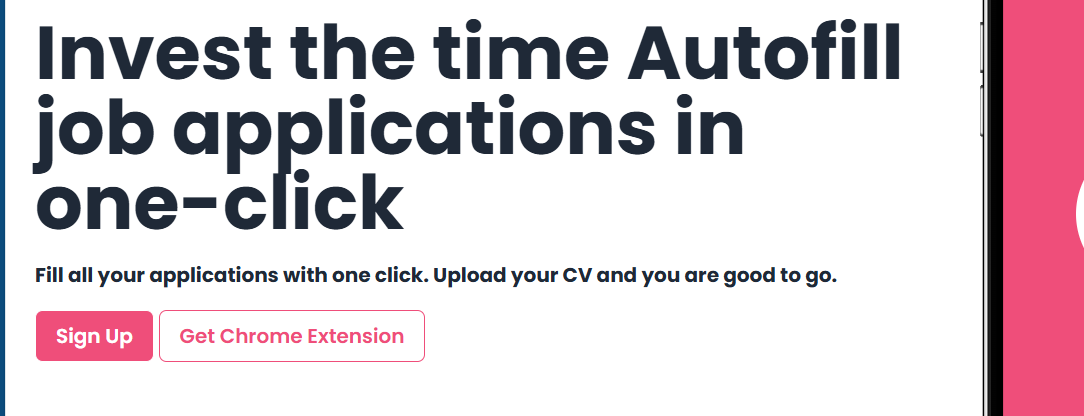 Invest the time Autofill
job applications in
one-click
Fill all your applications with one click. Upload your CV and you are good to go.
Sign Up
Get Chrome Extension